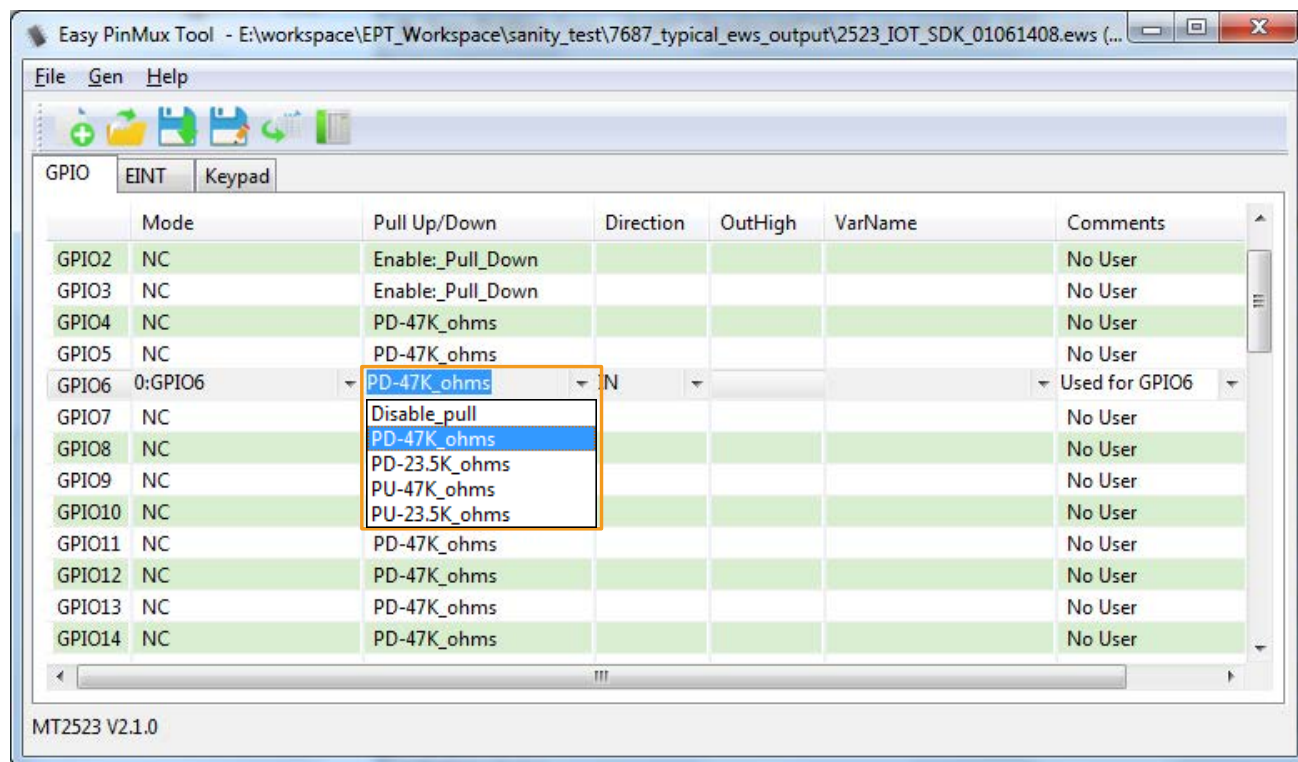 Easy PinMux Tool - E:\workspace\EPT_Workspace\sanity_test\7687_typical_ews_output\2523_IOT_SDK_01061408.ews (...
File Gen Help
GPIO EINT Keypad
Mode Pull Up/Down Direction OutHigh VarName Comments
GPIO2 NC Enable:_Pull_Down No User
GPIO3 NC Enable:_Pull_Down No User
GPIO4 NC PD-47K_ohms No User
GPIO5 NC PD-47K_ohms No User
GPIO6 0:GPIO6 PD-47K_ohms IN Used for GPIO6
GPIO7 NC Disable_pull No User
PD-47K_ohms
GPIO8 NC PD-23.5K_ohms No User
GPIO9 NC PU-47K_ohms No User
GPIO10 NC PU-23.5K_ohms No User
GPIO11 NC PD-47K_ohms No User
GPIO12 NC PD-47K_ohms No User
GPIO13 NC PD-47K_ohms No User
GPIO14 NC PD-47K_ohms No User
MT2523 V2.1.0